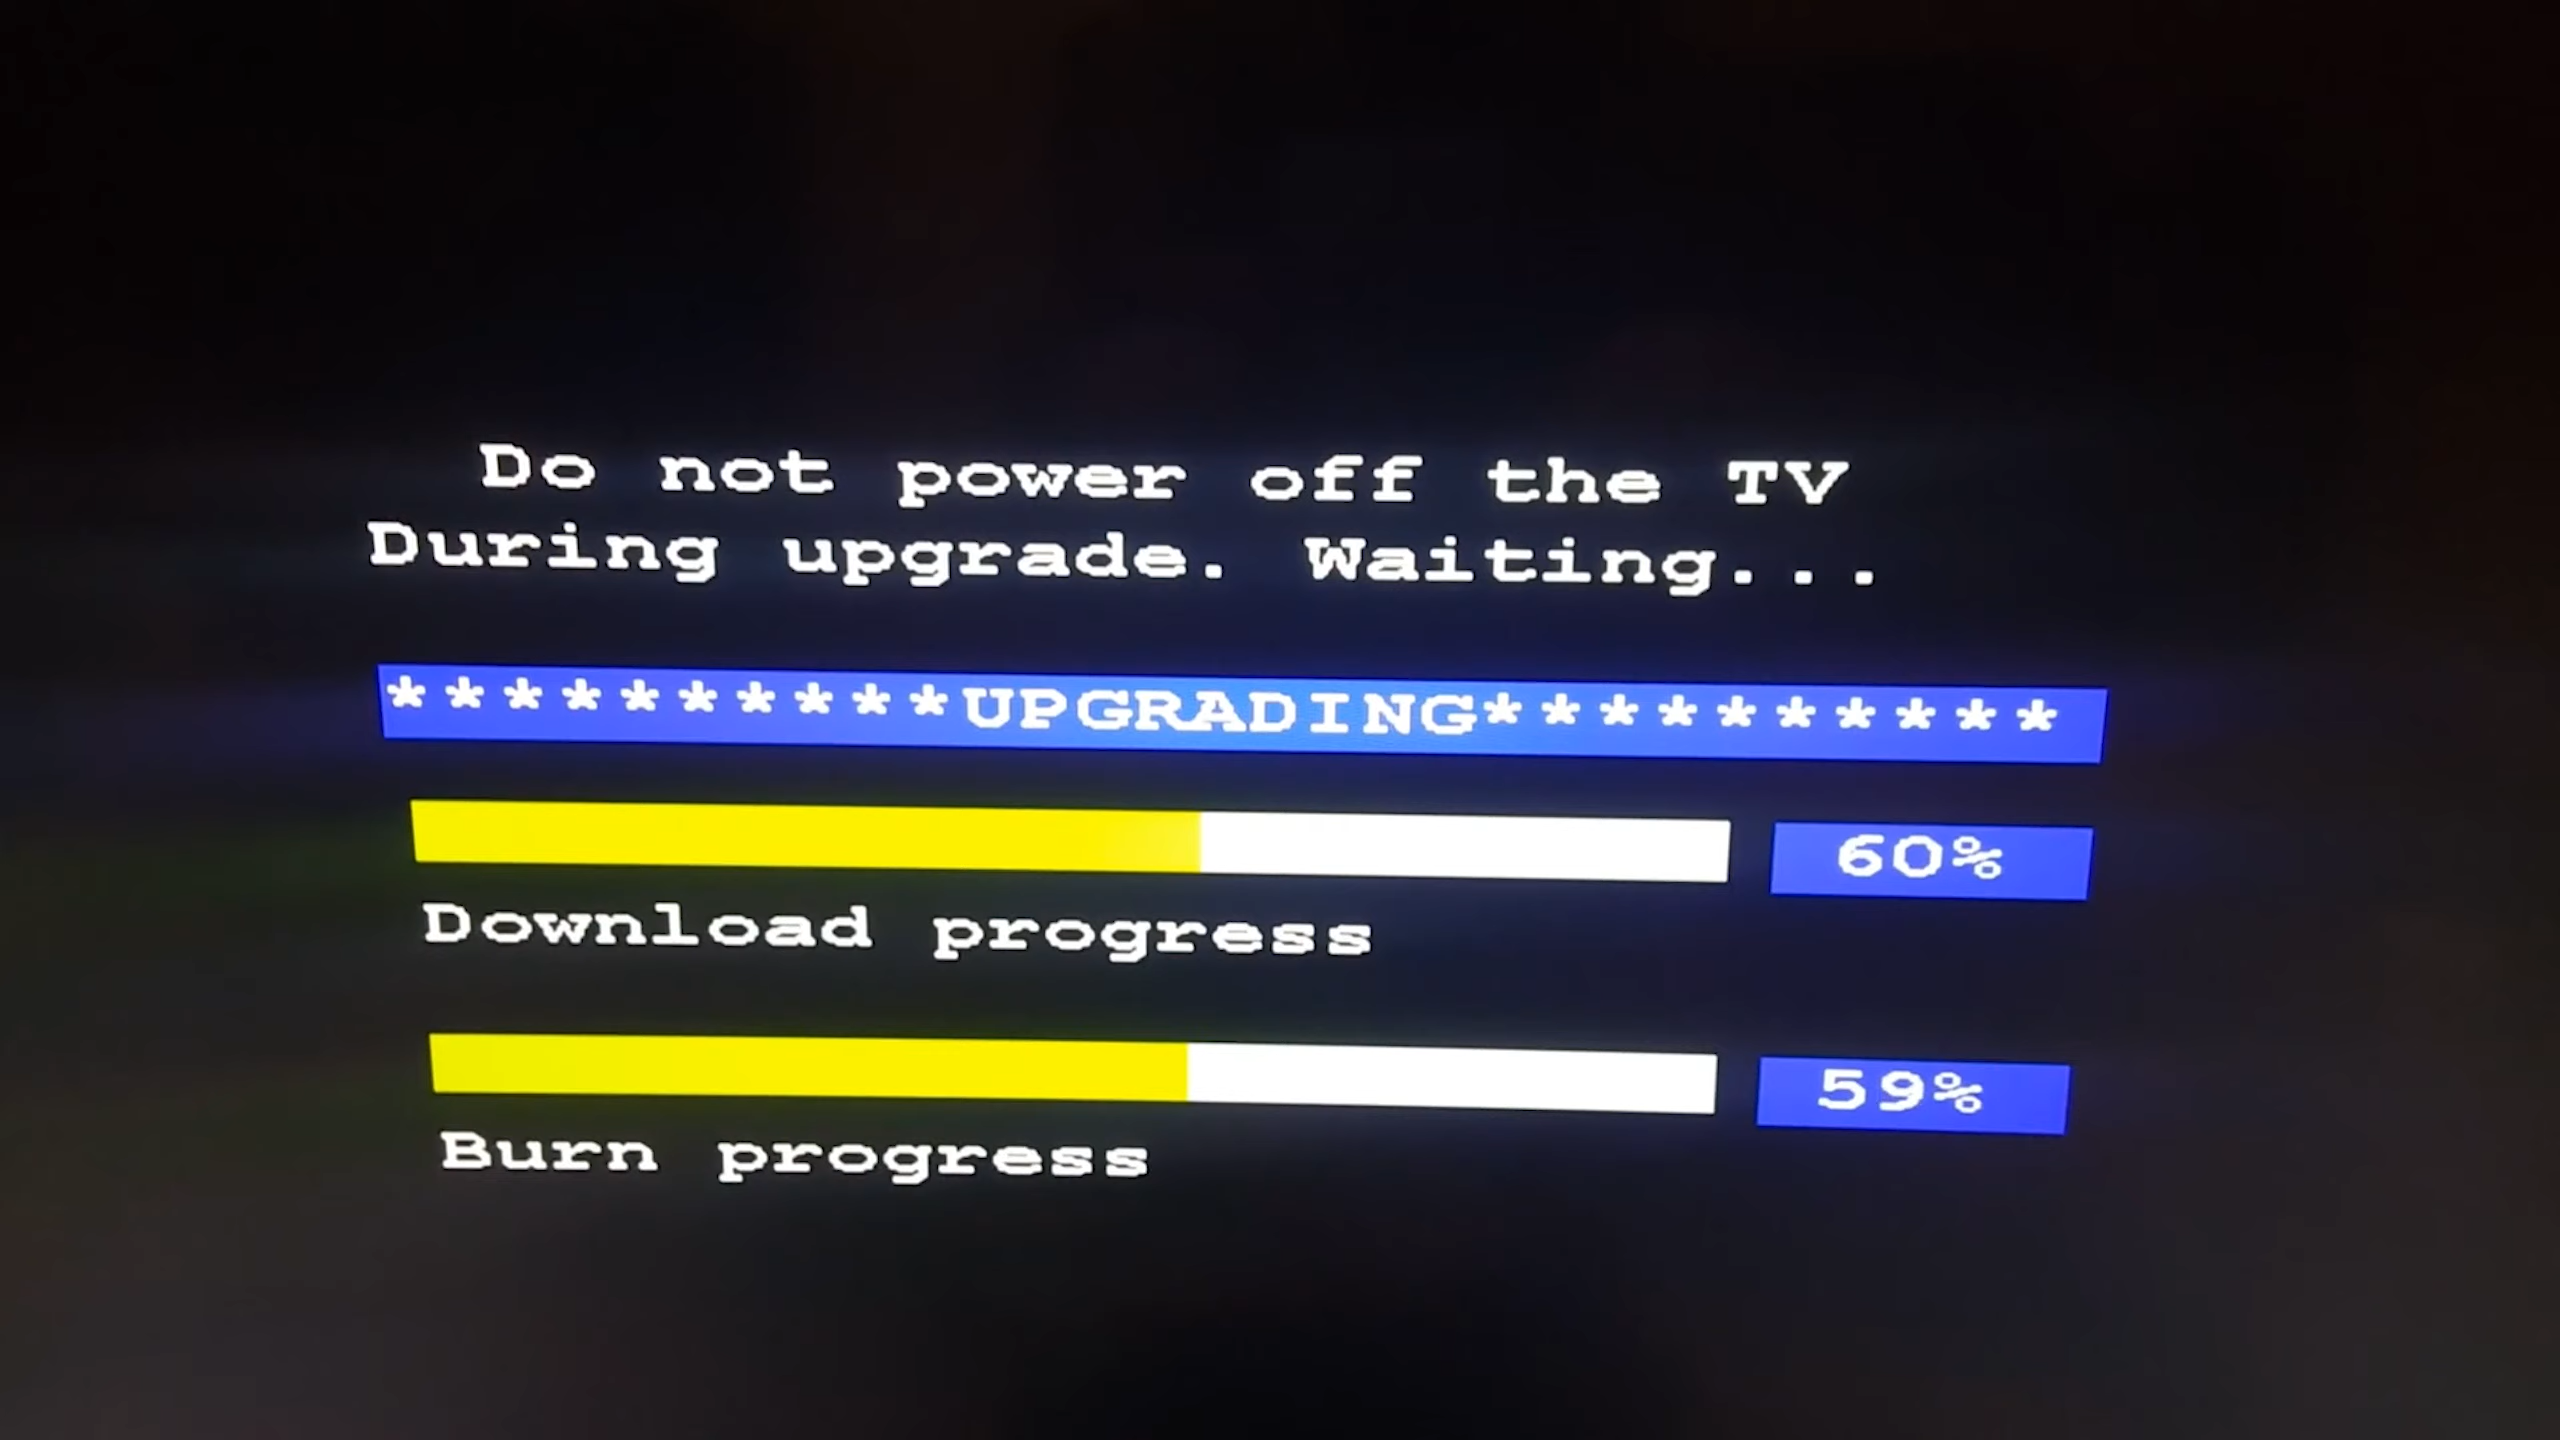 Do not power off the TV
During upgrade. Waiting...
**********UPGRADING**********
60%
Download progress
59%
Burn progress